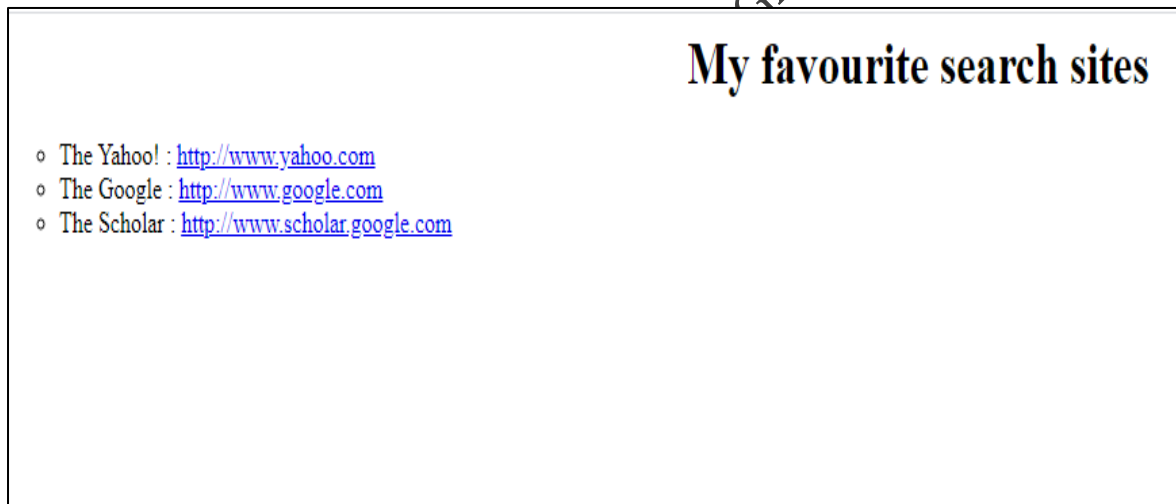 My favourite search sites
The Yahoo! : http://www.yahoo.com
The Google : http://www.google.com
The Scholar : http://www.scholar.google.com